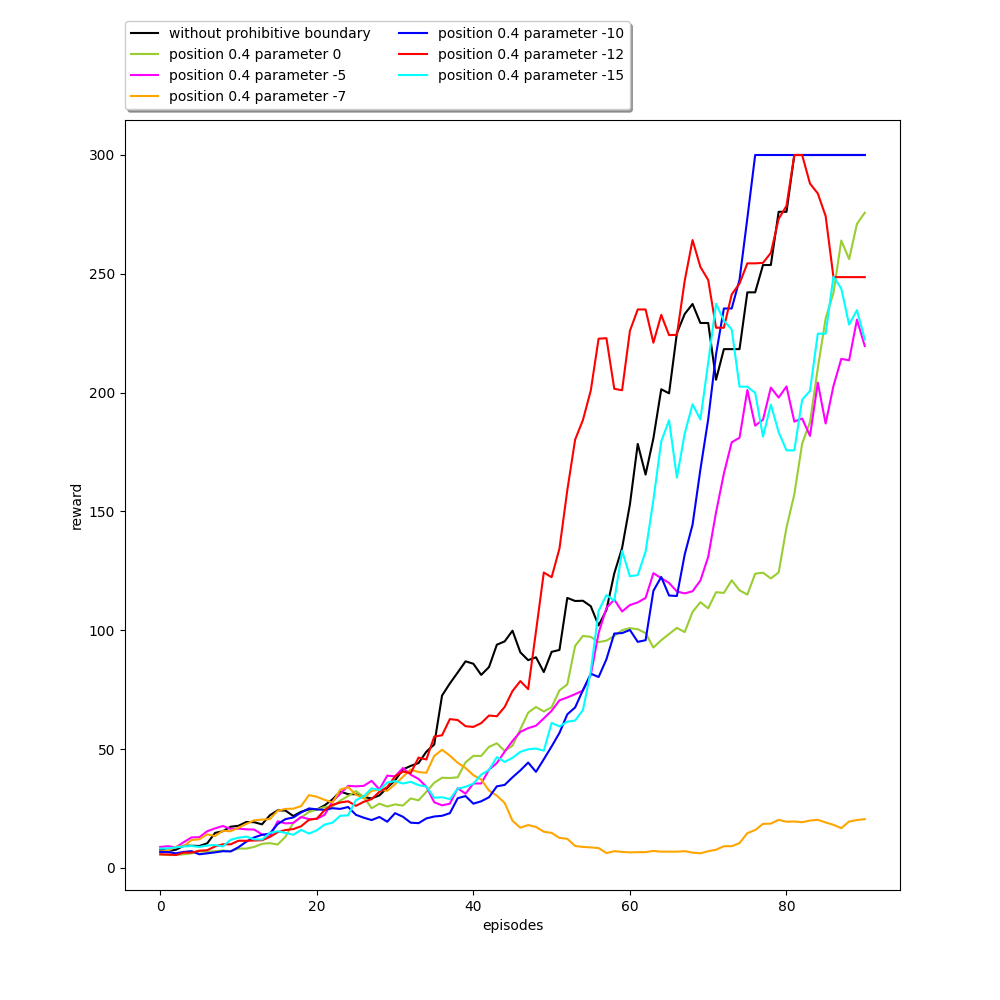 without prohibitive boundary
position 0.4 parameter 0
position 0.4 parameter -5
position 0.4 parameter -7
position 0.4 parameter -10
position 0.4 parameter -12
position 0.4 parameter -15
300
250
200
150
100
50
0
reward
0 20 40 60 80
episodes